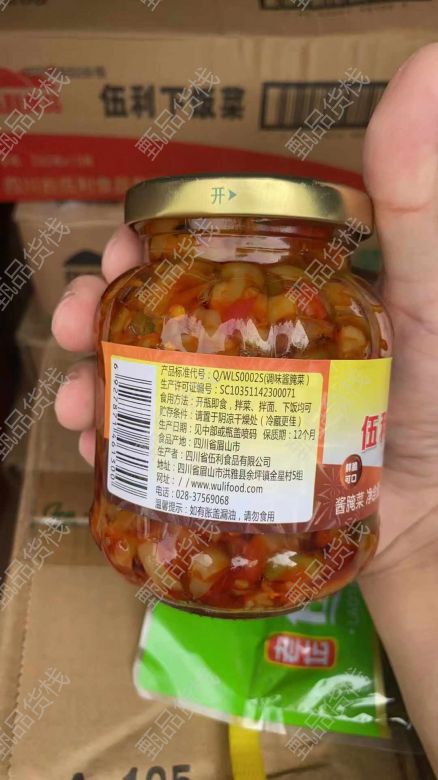 伍利下饭菜
开
产品标准代号：Q/WLS0002S(调味酱腌菜)
生产许可证编号：SC10351142300071
食用方法：开瓶即食，拌菜、拌面、下饭均可
贮存条件：请置于阴凉干燥处（冷藏更佳）
生产日期：见中部或瓶盖喷码 保质期：12个月
食品产地：四川省眉山市
生产者：四川省伍利食品有限公司
地址：四川省眉山市洪雅县余坪镇金星村5组
网址：//www.wulifood.com
电话：028-37569068
温馨提示：如有胀盖漏油，请勿食用
伍利
鲜脆
可口
酱腌菜 净
A 105
甄品货栈